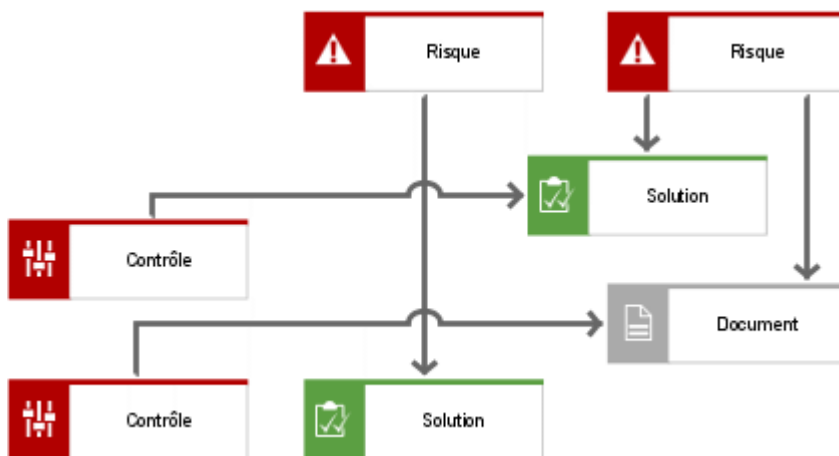 Risque
Risque
Solution
Contrôle
Document
Contrôle
Solution